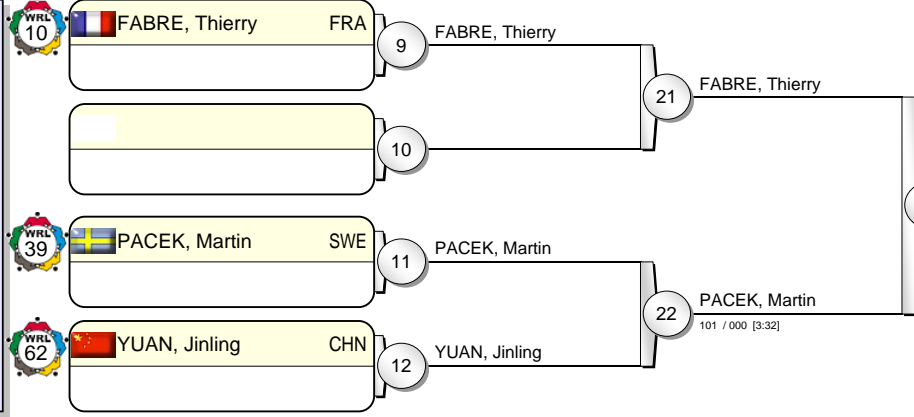 WRL
10
FABRE, Thierry FRA
9
FABRE, Thierry
21
FABRE, Thierry
10
WRL
39
PACEK, Martin SWE
11
PACEK, Martin
22
PACEK, Martin
101 / 000 [3:32]
WRL
62
YUAN, Jinling CHN
12
YUAN, Jinling